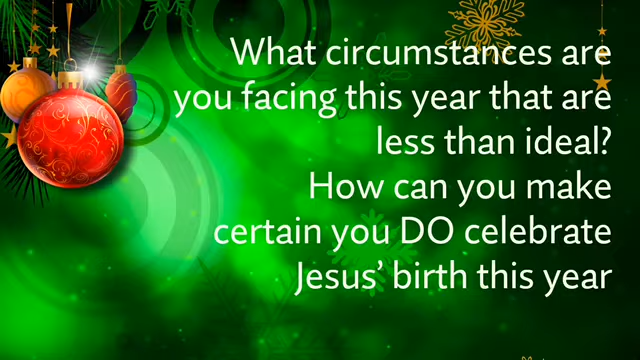 What circumstances are
you facing this year that are
less than ideal?
How can you make
certain you DO celebrate
Jesus’ birth this year